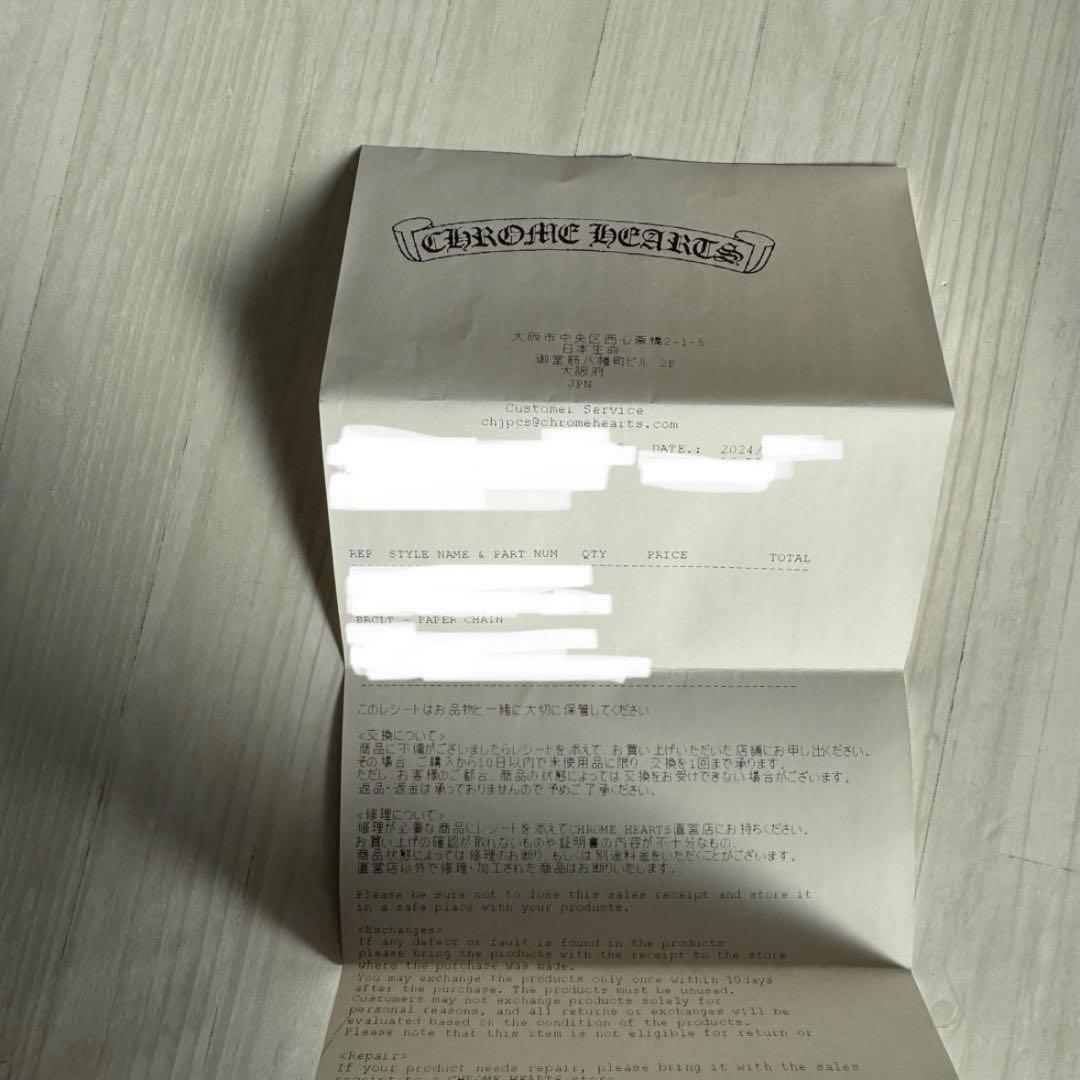 CHROME HEARTS
大阪市中央区西心斎橋2-1-5
日本生命
御堂筋八幡町ビル 2F
大阪府
JPN
Customer Service
chjpcs@chromehearts.com
DATE.: 2024/
REP STYLE NAME & PART NUM QTY PRICE TOTAL
BRCLT - PAPER CHAIN
このレシートはお品物と一緒に大切に保管してください
<交換について>
商品に不備がございましたらレシートを添えて、お買い上げいただいた店舗にお申し出ください。
その場合、ご購入から10日以内で未使用品に限り、交換を1回まで承ります。
ただし、お客様のご都合、商品の状態によっては交換をお受けできない場合がございます。
返品・返金は承っておりませんので予めご了承ください。
<修理について>
修理が必要な商品にレシートを添えてCHROME HEARTS直営店にお持ちください。
お買い上げの確認が取れないものや証明書の内容が不十分なもの、
商品状態によっては修理のお断り、もしくは別途料金をいただくことがございます。
直営店以外で修理・加工された商品はお断りいたします。
Please be sure not to lose this sales receipt and store it
in a safe place with your products.
<Exchanges>
If any defect or fault is found in the products
please bring the products with the receipt to the store
where the purchase was made.
You may exchange the products only once within 10days
after the purchase. The products must be unused.
Customers may not exchange products solely for
personal reasons, and all returns or exchanges will be
evaluated based on the condition of the products.
Please note that this item is not eligible for return or
<Repair>
If your product needs repair, please bring it with the sales
receipt to a CHROME HEARTS store